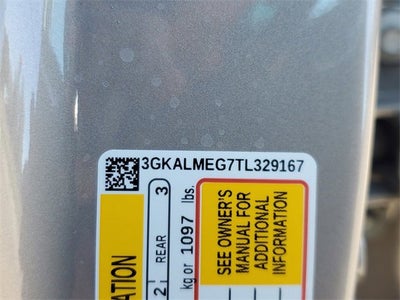 3GKALMEG7TL329167
ATION
2 REAR 3
kg or 1097 lbs.
SEE OWNER'S
MANUAL FOR
ADDITIONAL
INFORMATION